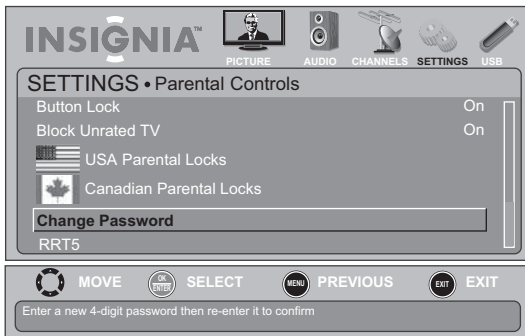 INSIGNIA™
PICTURE AUDIO CHANNELS SETTINGS USB
SETTINGS • Parental Controls
Button Lock On
Block Unrated TV On
USA Parental Locks
Canadian Parental Locks
Change Password
RRT5
MOVE OK ENTER SELECT MENU PREVIOUS EXIT EXIT
Enter a new 4-digit password then re-enter it to confirm